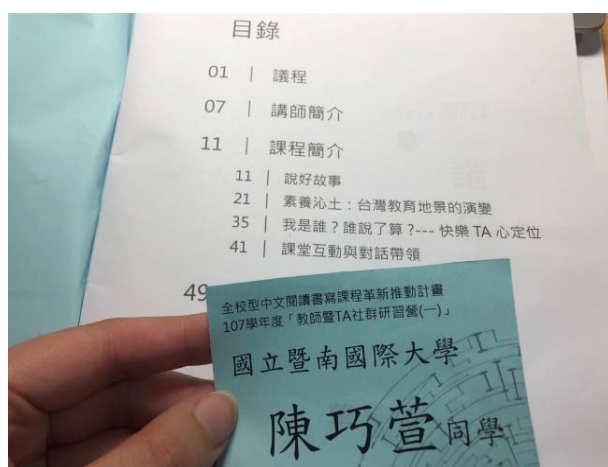 目錄
01 | 議程
07 | 講師簡介
11 | 課程簡介
11 | 說好故事
21 | 素養沁土：台灣教育地景的演變
35 | 我是誰？誰說了算？--- 快樂 TA 心定位
41 | 課堂互動與對話帶領
49
全校型中文閱讀書寫課程革新推動計畫
107學年度「教師暨TA社群研習營(一)」
國立暨南國際大學
陳巧萱同學